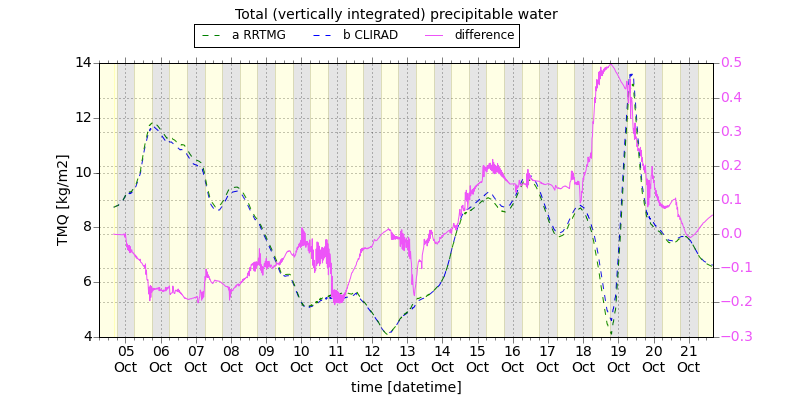 Total (vertically integrated) precipitable water
a RRTMG b CLIRAD difference
14 0.5
0.4
12 0.3
10 0.2
0.1
8 0.0
6 −0.1
−0.2
4 −0.3
TMQ [kg/m2]
05 06 07 08 09 10 11 12 13 14 15 16 17 18 19 20 21
Oct Oct Oct Oct Oct Oct Oct Oct Oct Oct Oct Oct Oct Oct Oct Oct Oct
time [datetime]